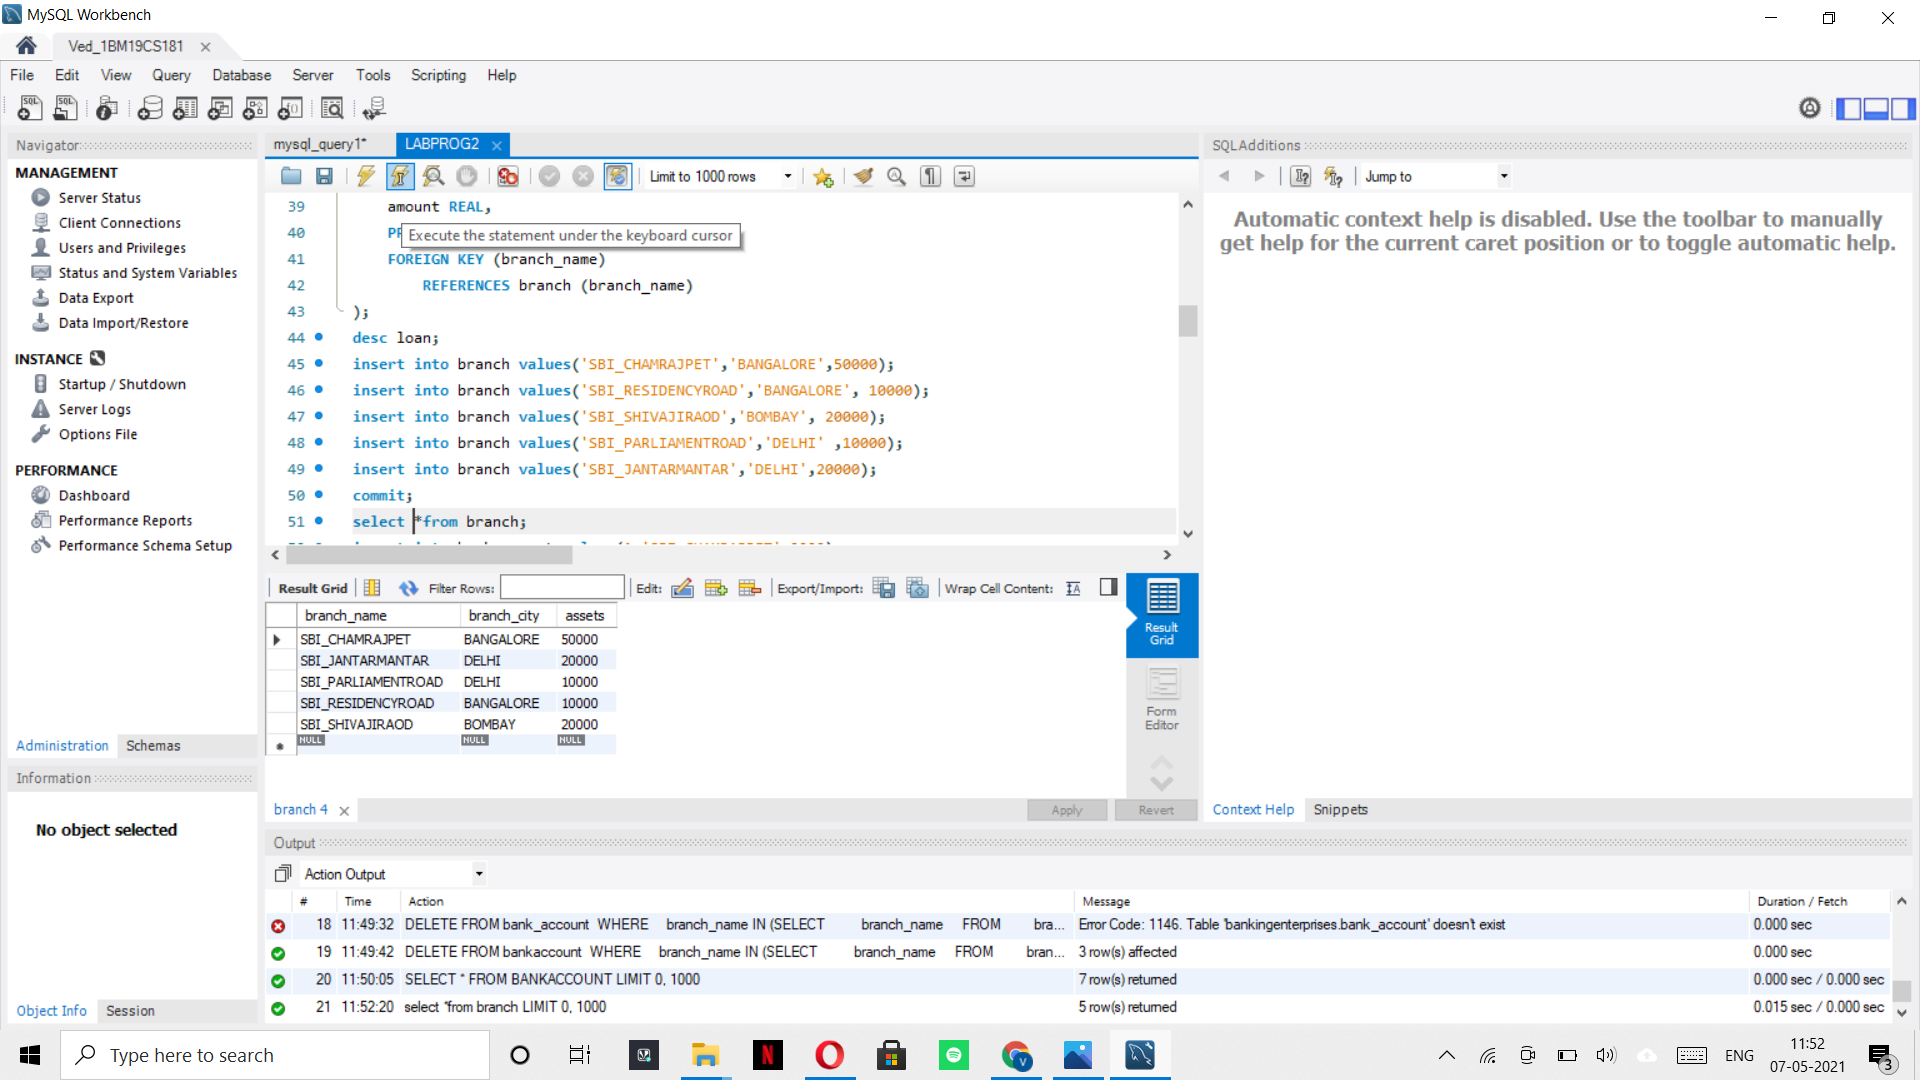 MySQL Workbench
Ved_1BM19CS181
File Edit View Query Database Server Tools Scripting Help
Navigator
MANAGEMENT
Server Status
Client Connections
Users and Privileges
Status and System Variables
Data Export
Data Import/Restore
INSTANCE
Startup / Shutdown
Server Logs
Options File
PERFORMANCE
Dashboard
Performance Reports
Performance Schema Setup
Administration Schemas
Information
No object selected
Object Info Session
mysql_query1* LABPROG2
Limit to 1000 rows
39 amount REAL,
40
Execute the statement under the keyboard cursor
41 FOREIGN KEY (branch_name)
42 REFERENCES branch (branch_name)
43 );
44 desc loan;
45 insert into branch values('SBI_CHAMRAJPET','BANGALORE',50000);
46 insert into branch values('SBI_RESIDENCYROAD','BANGALORE', 10000);
47 insert into branch values('SBI_SHIVAJIRAOD','BOMBAY', 20000);
48 insert into branch values('SBI_PARLIAMENTROAD','DELHI' ,10000);
49 insert into branch values('SBI_JANTARMANTAR','DELHI',20000);
50 commit;
51 select *from branch;
Result Grid Filter Rows: Edit: Export/Import: Wrap Cell Content:
branch_name branch_city assets
SBI_CHAMRAJPET BANGALORE 50000
SBI_JANTARMANTAR DELHI 20000
SBI_PARLIAMENTROAD DELHI 10000
SBI_RESIDENCYROAD BANGALORE 10000
SBI_SHIVAJIRAOD BOMBAY 20000
NULL NULL NULL
Result
Grid
Form
Editor
branch 4 Apply Revert
SQLAdditions
Jump to
Automatic context help is disabled. Use the toolbar to manually
get help for the current caret position or to toggle automatic help.
Context Help Snippets
Output
Action Output
# Time Action Message Duration / Fetch
18 11:49:32 DELETE FROM bank_account WHERE branch_name IN (SELECT branch_name FROM bra... Error Code: 1146. Table 'bankingenterprises.bank_account' doesn't exist 0.000 sec
19 11:49:42 DELETE FROM bankaccount WHERE branch_name IN (SELECT branch_name FROM bran... 3 row(s) affected 0.000 sec
20 11:50:05 SELECT * FROM BANKACCOUNT LIMIT 0, 1000 7 row(s) returned 0.000 sec / 0.000 sec
21 11:52:20 select *from branch LIMIT 0, 1000 5 row(s) returned 0.015 sec / 0.000 sec
Type here to search
ENG
11:52
07-05-2021
3